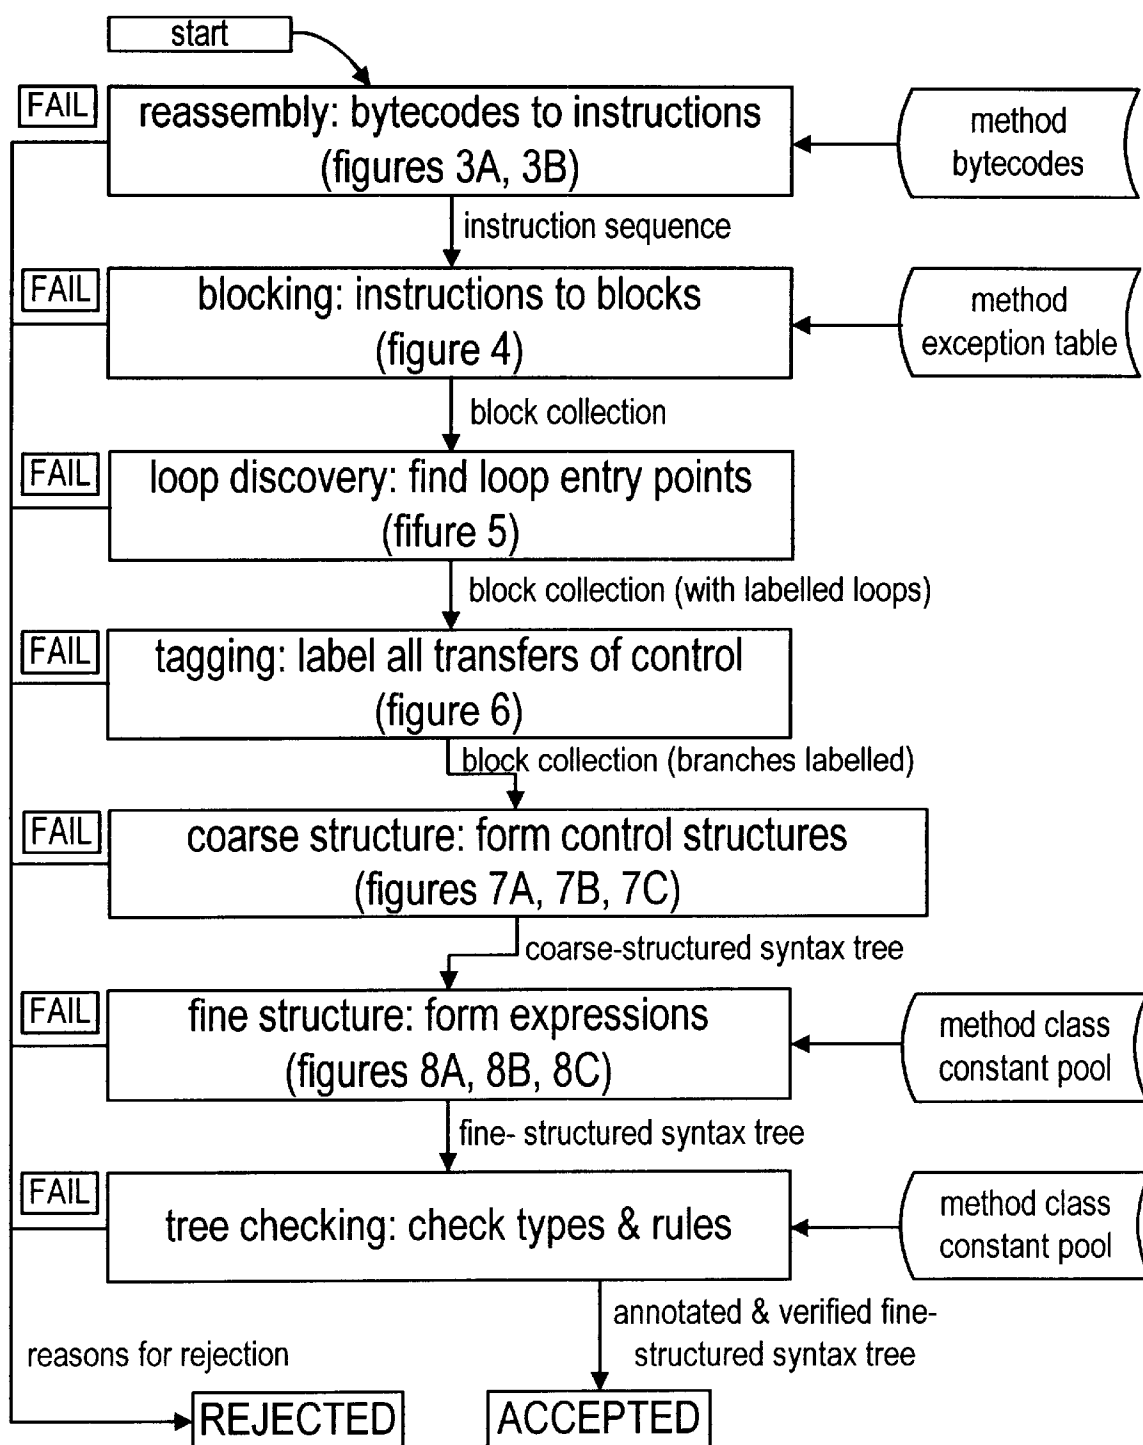 start
FAIL
reassembly: bytecodes to instructions
(figures 3A, 3B)
method
bytecodes
instruction sequence
FAIL
blocking: instructions to blocks
(figure 4)
method
exception table
block collection
FAIL
loop discovery: find loop entry points
(fifure 5)
block collection (with labelled loops)
FAIL
tagging: label all transfers of control
(figure 6)
block collection (branches labelled)
FAIL
coarse structure: form control structures
(figures 7A, 7B, 7C)
coarse-structured syntax tree
FAIL
fine structure: form expressions
(figures 8A, 8B, 8C)
method class
constant pool
fine- structured syntax tree
FAIL
tree checking: check types & rules
method class
constant pool
annotated & verified fine-
structured syntax tree
reasons for rejection
REJECTED
ACCEPTED